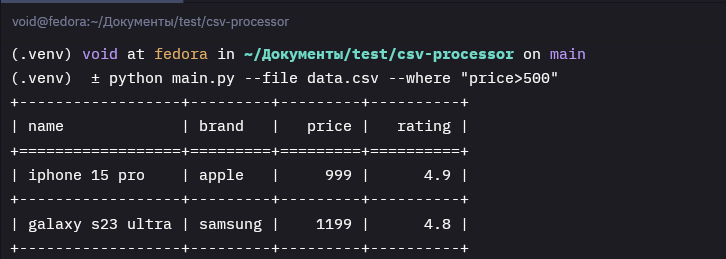 void@fedora:~/Документы/test/csv-processor
(.venv) void at fedora in ~/Документы/test/csv-processor on main
(.venv)  ± python main.py --file data.csv --where "price>500"
+------------------+---------+---------+----------+
| name             | brand   |   price |   rating |
+==================+=========+=========+==========+
| iphone 15 pro    | apple   |     999 |      4.9 |
+------------------+---------+---------+----------+
| galaxy s23 ultra | samsung |    1199 |      4.8 |
+------------------+---------+---------+----------+